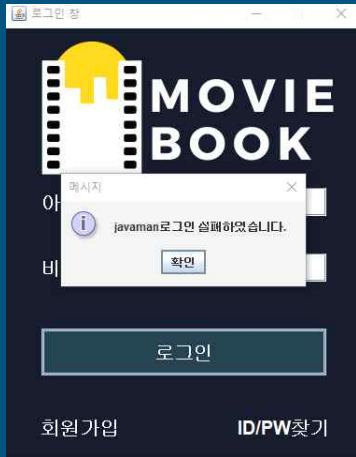 로그인 창
MOVIE
BOOK
메시지
아
javaman로그인 실패하였습니다.
비
확인
로그인
회원가입
ID/PW찾기